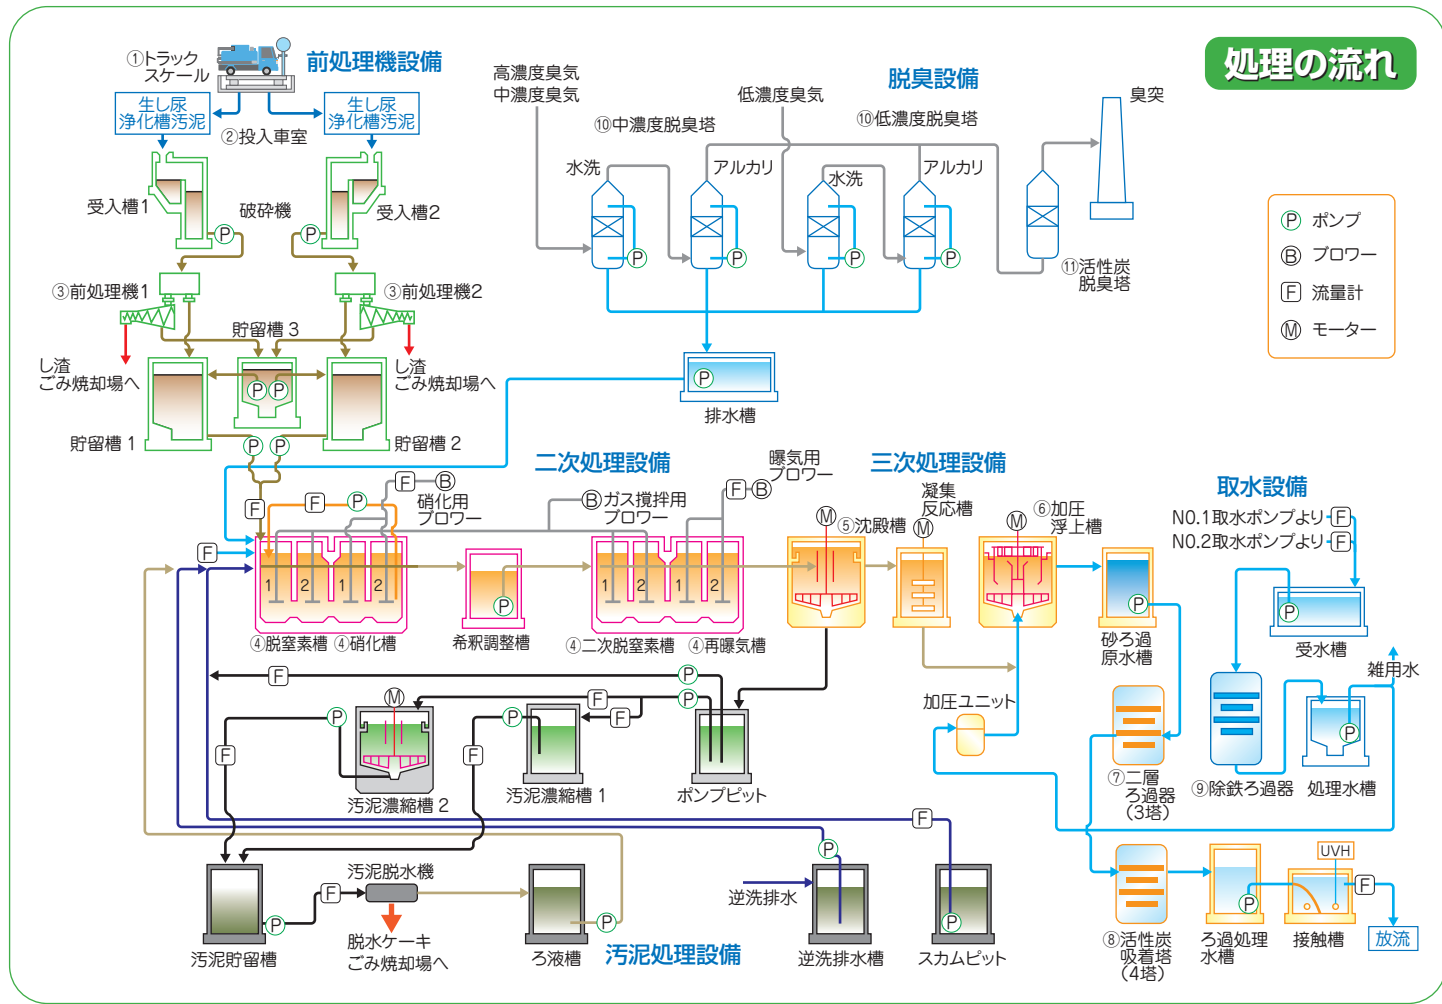 処理の流れ
①トラック
スケール
前処理機設備
生し尿
浄化槽汚泥
生し尿
浄化槽汚泥
②投入車室
受入槽1
破砕機
受入槽2
P
P
③前処理機1
③前処理機2
貯留槽 3
し渣
ごみ焼却場へ
し渣
ごみ焼却場へ
P
P
貯留槽 1
P
P
貯留槽 2
高濃度臭気
中濃度臭気
低濃度臭気
脱臭設備
臭突
⑩中濃度脱臭塔
⑩低濃度脱臭塔
水洗
アルカリ
水洗
アルカリ
P
P
P
P
⑪活性炭
脱臭塔
P
排水槽
P ポンプ
B ブロワー
F 流量計
M モーター
二次処理設備
F
F
P
F
B
硝化用
ブロワー
B
ガス撹拌用
ブロワー
曝気用
ブロワー
F
B
F
1
2
1
2
④脱窒素槽
④硝化槽
P
希釈調整槽
1
2
1
2
④二次脱窒素槽
④再曝気槽
三次処理設備
M
⑤沈殿槽
凝集
反応槽
M
⑥加圧
浮上槽
M
P
砂ろ過
原水槽
加圧ユニット
取水設備
NO.1取水ポンプより
F
NO.2取水ポンプより
F
P
受水槽
雑用水
⑨除鉄ろ過器
P
処理水槽
⑦二層
ろ過器
(3塔)
F
P
P
F
F
P
M
P
F
汚泥濃縮槽 2
汚泥濃縮槽 1
ポンプピット
P
汚泥貯留槽
F
汚泥脱水機
脱水ケーキ
ごみ焼却場へ
P
ろ液槽
汚泥処理設備
逆洗排水
P
逆洗排水槽
F
P
スカムピット
⑧活性炭
吸着塔
(4塔)
P
ろ過処理
水槽
UVH
接触槽
F
放流